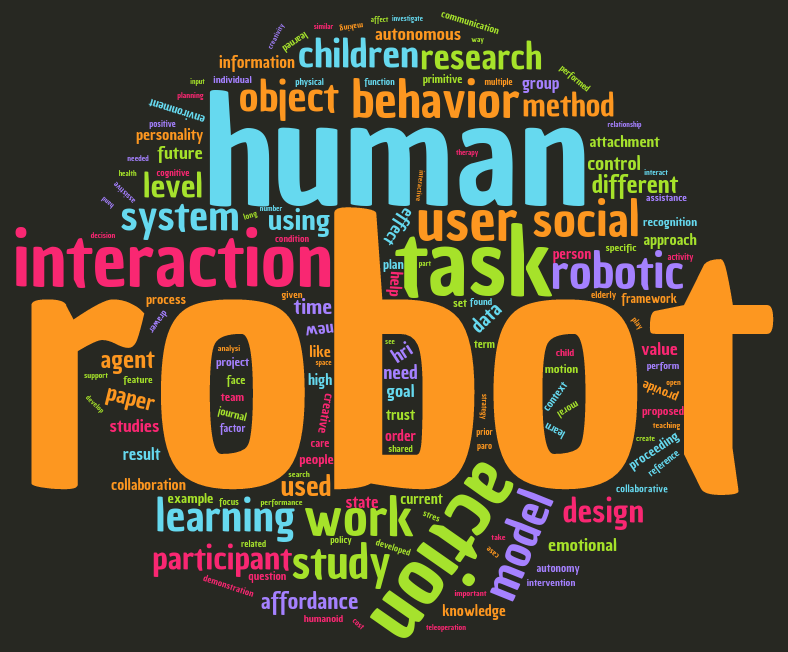 communication
similar making affect investigate
creativity learned autonomous way
information children research
input individual physical function primitive multiple group performed
planning object behavior method
environment human relationship
positive personality therapy attachment
needed future control
health cognitive level interactive different interact
assistive hand system long number using effect user social assistance recognition
decision interaction condition plan part task person specific approach
help robotic activity
process given time set found elderly framework
robot
drawer new data play
agent analysi like see hri term child value
support feature project space need motion perform
develop paper face high goal context provide open
team creative trust moral proposed
studies journal factor order strategy prior learn teaching
result care shared paro create proceeding
people reference
collaboration search used action collaborative
example focus performance state current model
learning work stres design
related policy take emotional
participant study developed case
question autonomy
demonstration important intervention
affordance knowledge
humanoid cost teleoperation